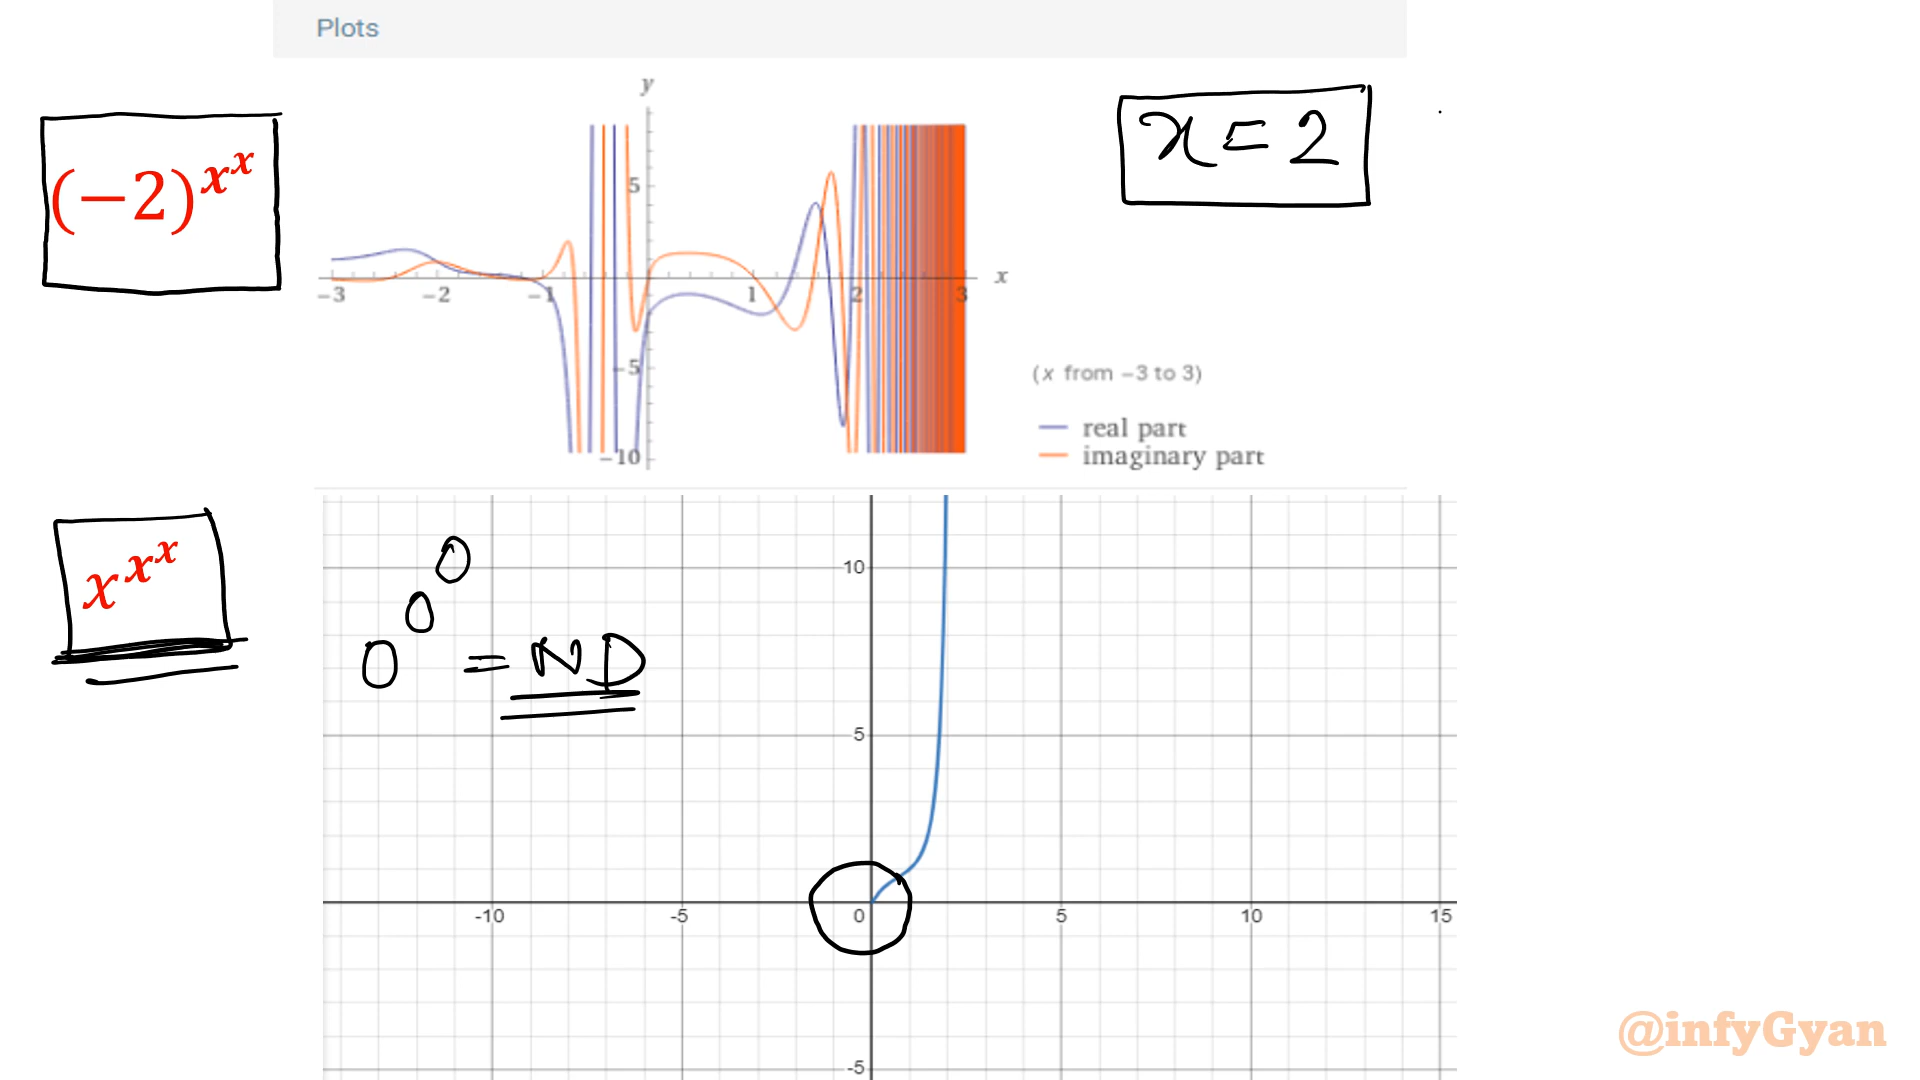 Plots
(−2)^{x^x}
x = 2
y
5
−3 −2 −1 1 2 3 x
−5
−10
(x from −3 to 3)
real part
imaginary part
x^{x^x}
0^{0^0} = ND
10
5
-10 -5 0 5 10 15
-5
@infyGyan